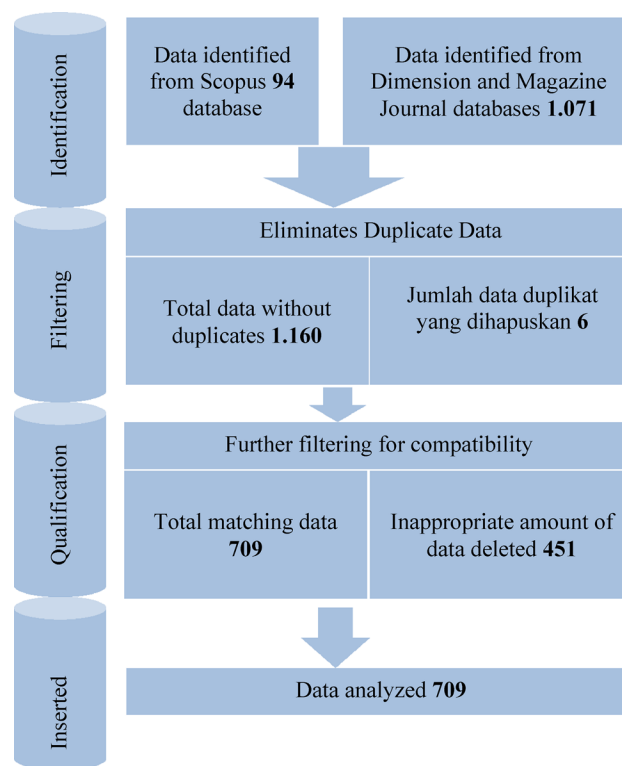 Identification
Data identified
from Scopus 94
database
Data identified from
Dimension and Magazine
Journal databases 1.071
Filtering
Eliminates Duplicate Data
Total data without
duplicates 1.160
Jumlah data duplikat
yang dihapuskan 6
Qualification
Further filtering for compatibility
Total matching data
709
Inappropriate amount of
data deleted 451
Inserted
Data analyzed 709